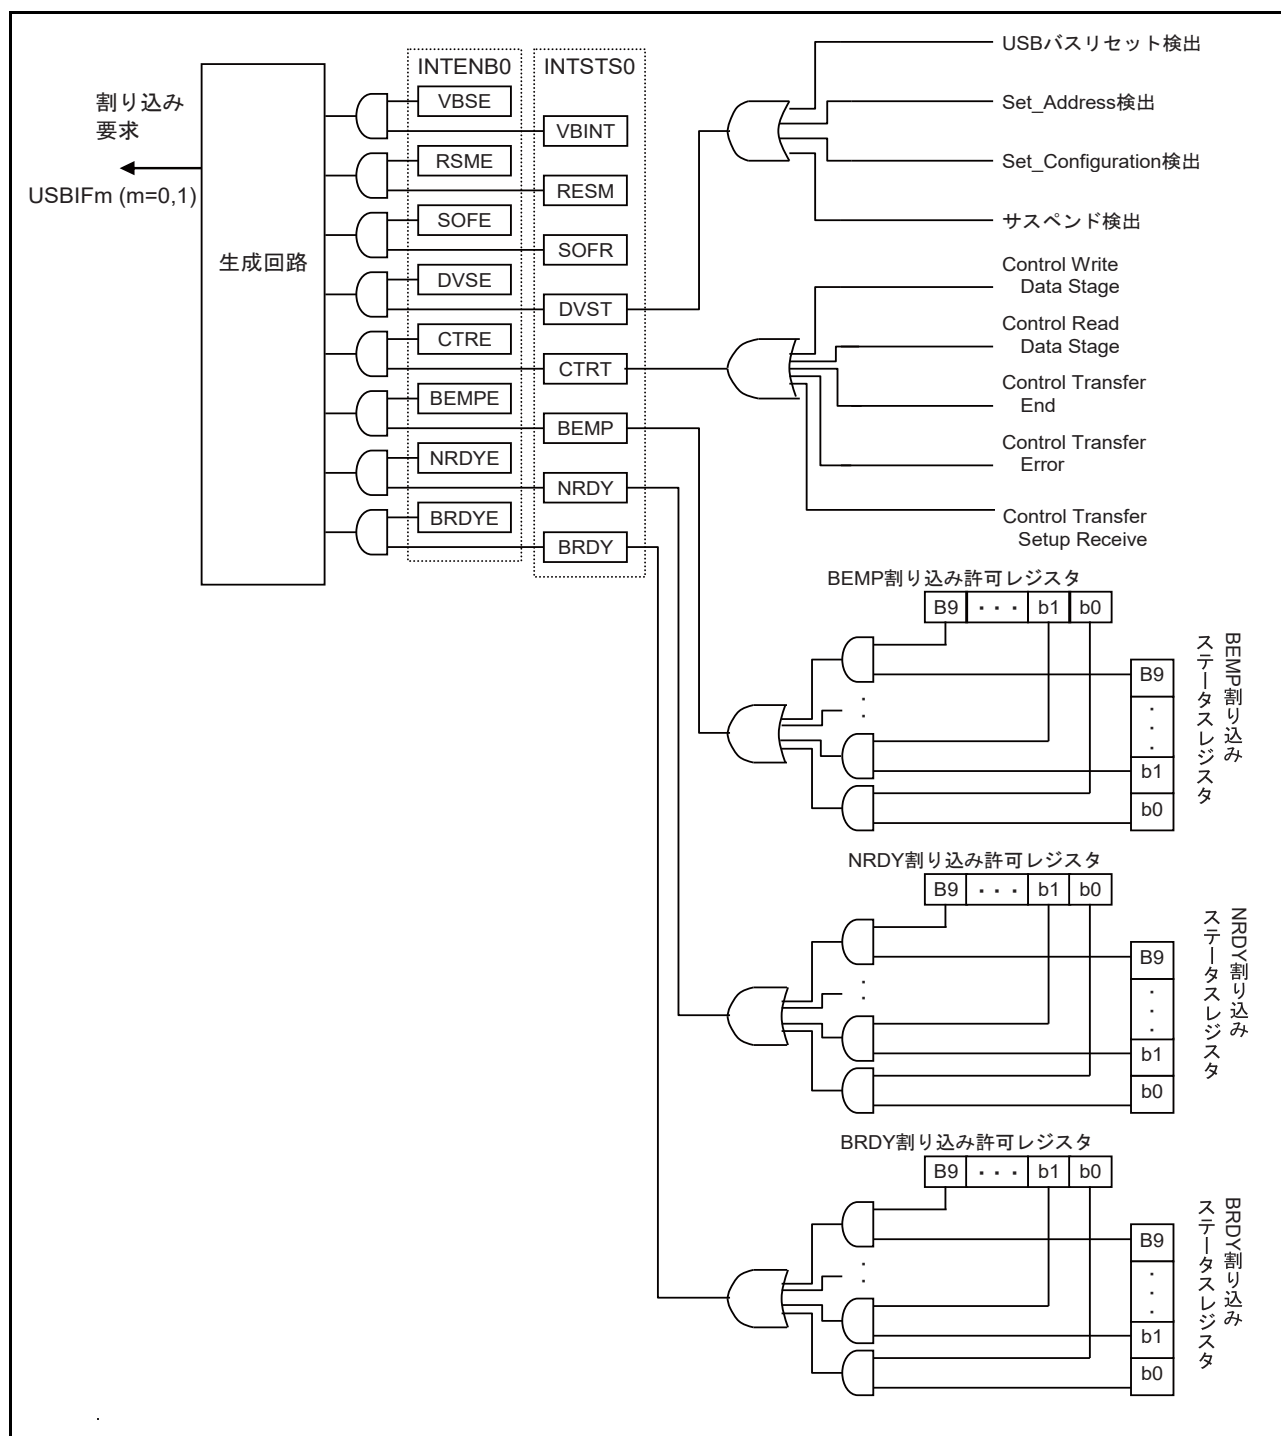 割り込み
要求
USBIFm (m=0,1)
生成回路
INTENB0
VBSE
RSME
SOFE
DVSE
CTRE
BEMPE
NRDYE
BRDYE
INTSTS0
VBINT
RESM
SOFR
DVST
CTRT
BEMP
NRDY
BRDY
USBバスリセット検出
Set_Address検出
Set_Configuration検出
サスペンド検出
Control Write
Data Stage
Control Read
Data Stage
Control Transfer
End
Control Transfer
Error
Control Transfer
Setup Receive
BEMP割り込み許可レジスタ
B9 ・・・ b1 b0
BEMP割り込み
ステータスレジスタ
B9
・
・
・
b1
b0
NRDY割り込み許可レジスタ
B9 ・・・ b1 b0
NRDY割り込み
ステータスレジスタ
B9
・
・
・
b1
b0
BRDY割り込み許可レジスタ
B9 ・・・ b1 b0
BRDY割り込み
ステータスレジスタ
B9
・
・
・
b1
b0